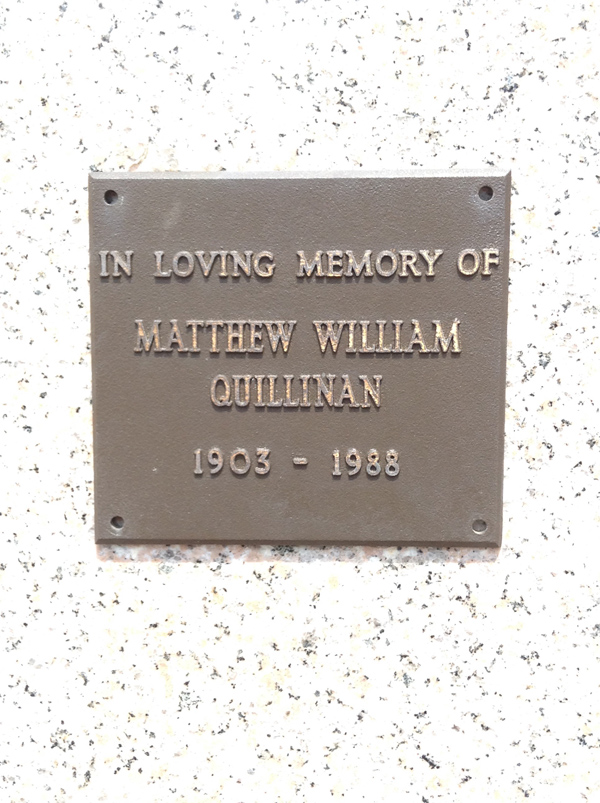 IN LOVING MEMORY OF
MATTHEW WILLIAM
QUILLINAN
1903 - 1988